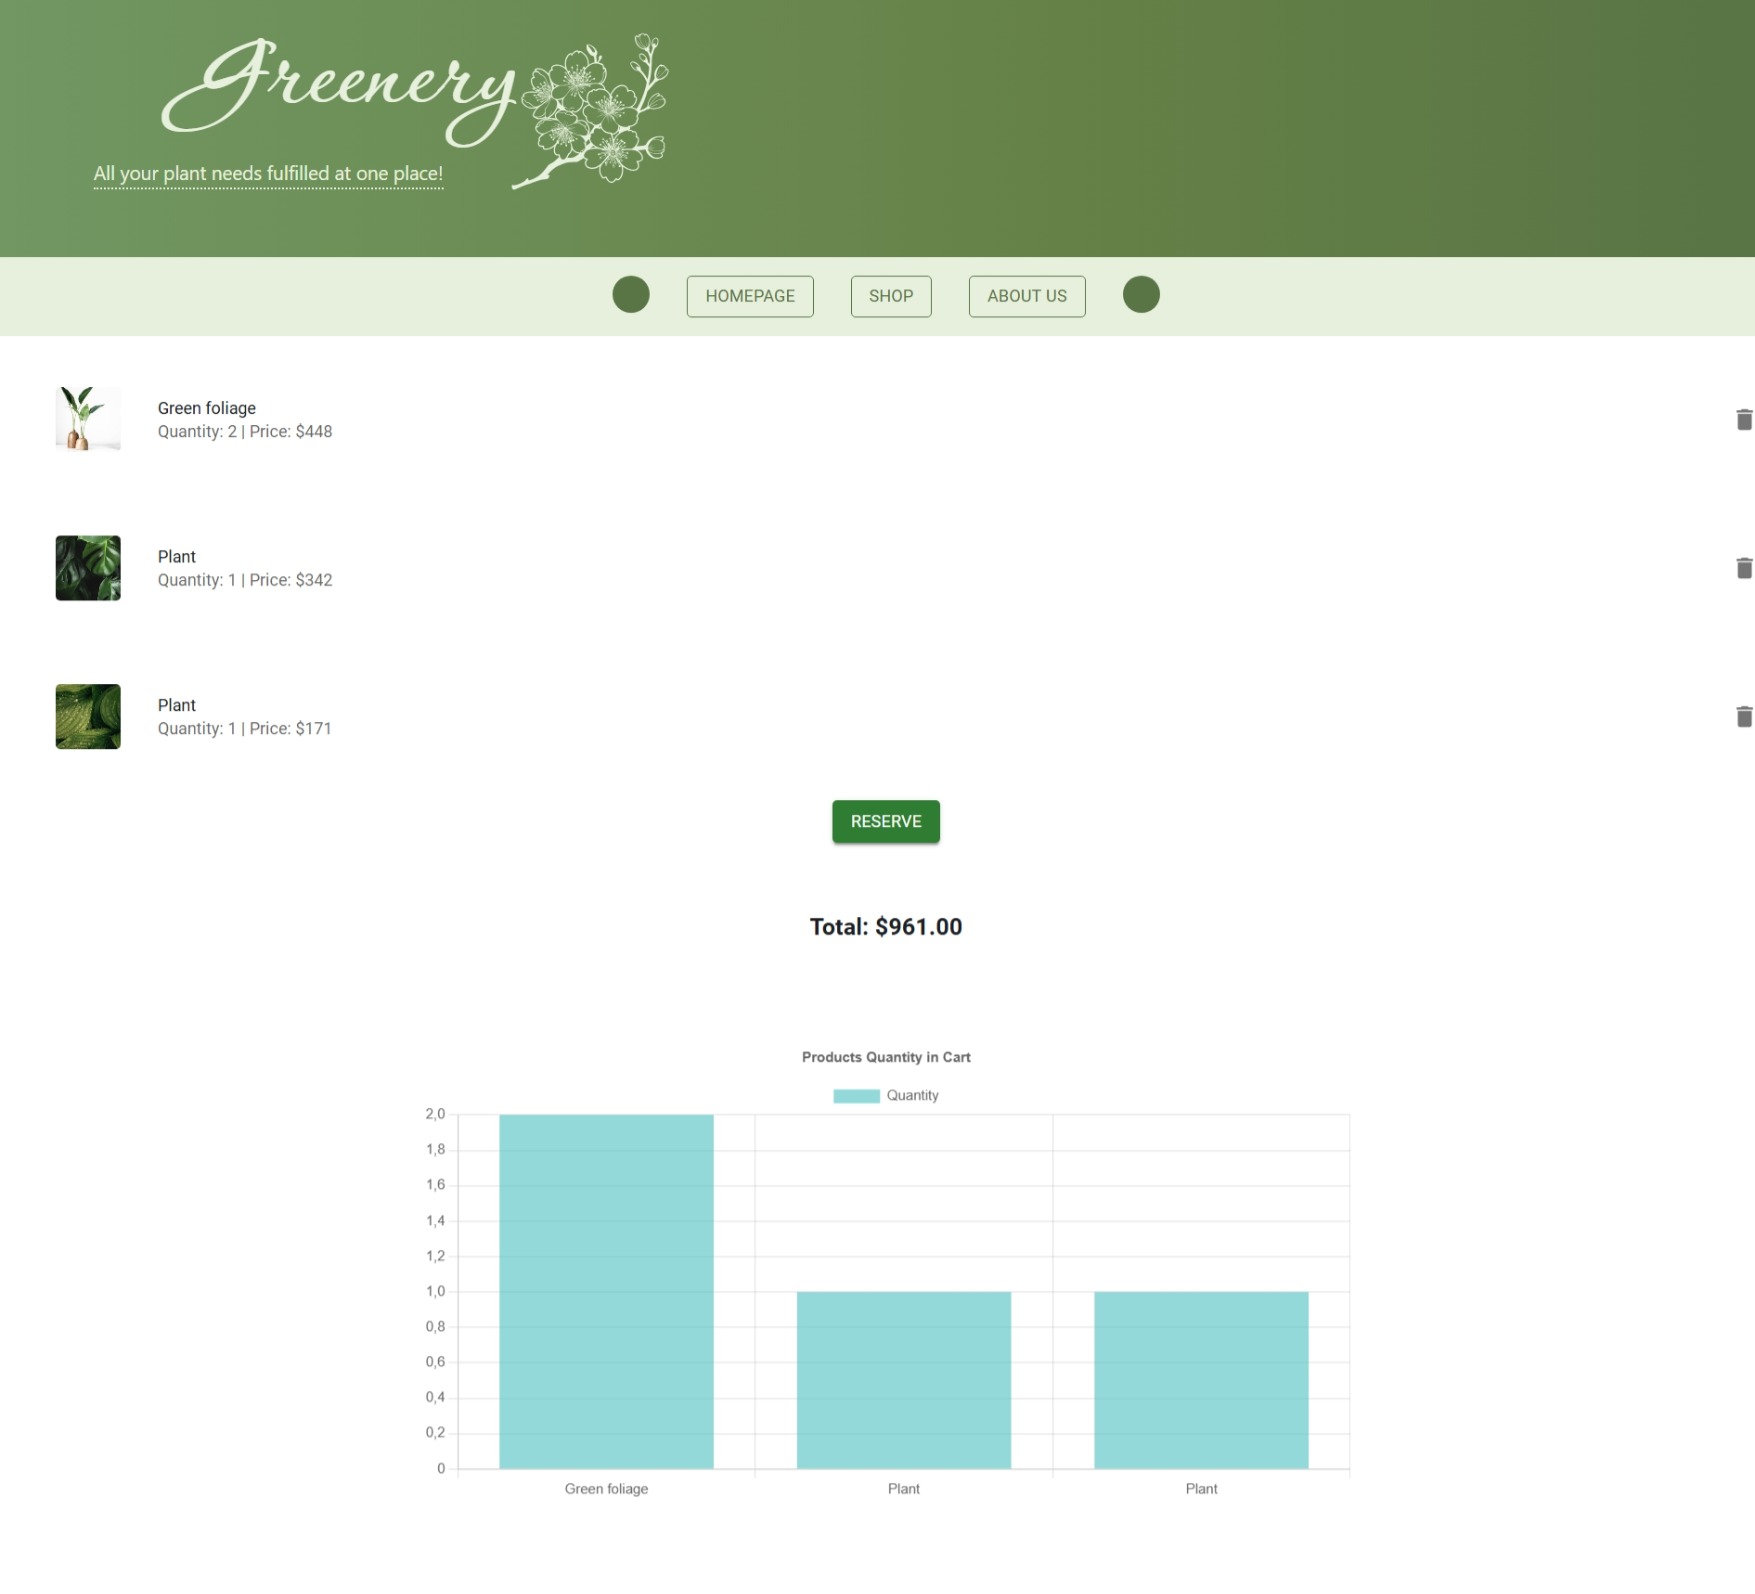 Greenery
All your plant needs fulfilled at one place!
HOMEPAGE SHOP ABOUT US
Green foliage
Quantity: 2 | Price: $448
Plant
Quantity: 1 | Price: $342
Plant
Quantity: 1 | Price: $171
RESERVE
Total: $961.00
Products Quantity in Cart
Quantity
2,0
1,8
1,6
1,4
1,2
1,0
0,8
0,6
0,4
0,2
0
Green foliage Plant Plant